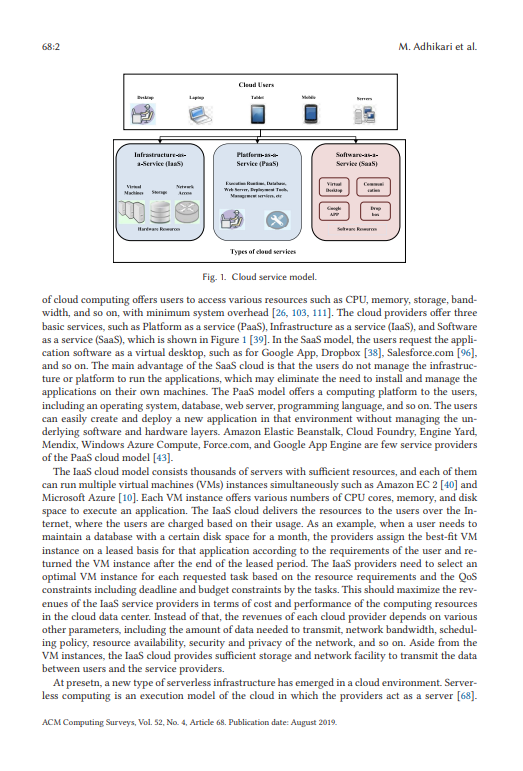 68:2 M. Adhikari et al.
Cloud Users
Desktop Laptop Tablet Mobile Servers
Infrastructure-as-
a-Service (IaaS)
Virtual
Machines
Storage
Network
Access
Hardware Resources
Platform-as-a-
Service (PaaS)
Execution Runtime, Database,
Web Server, Deployment Tools,
Management services, etc
Software-as-a-
Service (SaaS)
Virtual
Desktop
Communi
cation
Google
APP
Drop
box
Software Resources
Types of cloud services
Fig. 1. Cloud service model.
of cloud computing offers users to access various resources such as CPU, memory, storage, band-
width, and so on, with minimum system overhead [26, 103, 111]. The cloud providers offer three
basic services, such as Platform as a service (PaaS), Infrastructure as a service (IaaS), and Software
as a service (SaaS), which is shown in Figure 1 [39]. In the SaaS model, the users request the appli-
cation software as a virtual desktop, such as for Google App, Dropbox [38], Salesforce.com [96],
and so on. The main advantage of the SaaS cloud is that the users do not manage the infrastruc-
ture or platform to run the applications, which may eliminate the need to install and manage the
applications on their own machines. The PaaS model offers a computing platform to the users,
including an operating system, database, web server, programming language, and so on. The users
can easily create and deploy a new application in that environment without managing the un-
derlying software and hardware layers. Amazon Elastic Beanstalk, Cloud Foundry, Engine Yard,
Mendix, Windows Azure Compute, Force.com, and Google App Engine are few service providers
of the PaaS cloud model [43].
The IaaS cloud model consists thousands of servers with sufficient resources, and each of them
can run multiple virtual machines (VMs) instances simultaneously such as Amazon EC 2 [40] and
Microsoft Azure [10]. Each VM instance offers various numbers of CPU cores, memory, and disk
space to execute an application. The IaaS cloud delivers the resources to the users over the In-
ternet, where the users are charged based on their usage. As an example, when a user needs to
maintain a database with a certain disk space for a month, the providers assign the best-fit VM
instance on a leased basis for that application according to the requirements of the user and re-
turned the VM instance after the end of the leased period. The IaaS providers need to select an
optimal VM instance for each requested task based on the resource requirements and the QoS
constraints including deadline and budget constraints by the tasks. This should maximize the rev-
enues of the IaaS service providers in terms of cost and performance of the computing resources
in the cloud data center. Instead of that, the revenues of each cloud provider depends on various
other parameters, including the amount of data needed to transmit, network bandwidth, schedul-
ing policy, resource availability, security and privacy of the network, and so on. Aside from the
VM instances, the IaaS cloud provides sufficient storage and network facility to transmit the data
between users and the service providers.
At presetn, a new type of serverless infrastructure has emerged in a cloud environment. Server-
less computing is an execution model of the cloud in which the providers act as a server [68].
ACM Computing Surveys, Vol. 52, No. 4, Article 68. Publication date: August 2019.